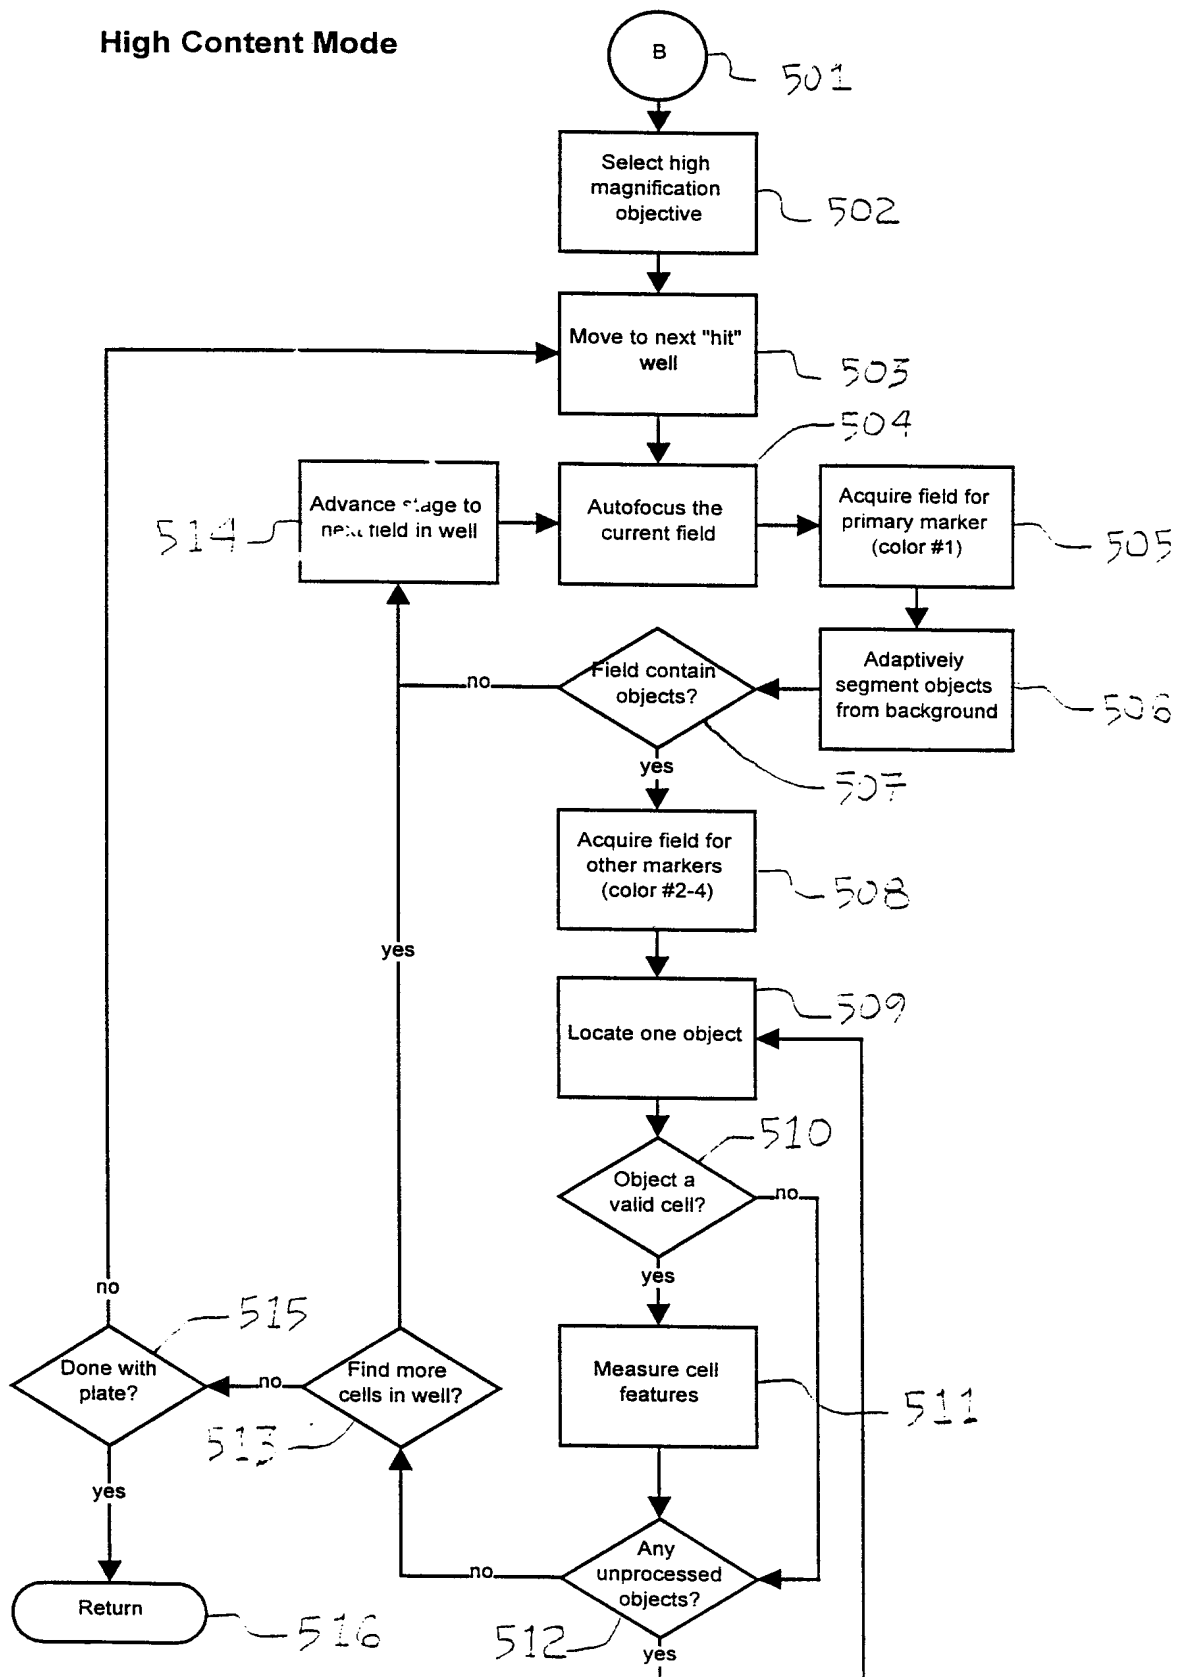 High Content Mode
B
501
Select high
magnification
objective
502
Move to next "hit"
well
503
504
Advance stage to
next field in well
514
Autofocus the
current field
Acquire field for
primary marker
(color #1)
505
Adaptively
segment objects
from background
506
Field contain
objects?
no
yes
507
Acquire field for
other markers
(color #2-4)
508
yes
Locate one object
509
510
Object a
valid cell?
no
yes
Measure cell
features
511
no
515
Done with
plate?
no
Find more
cells in well?
513
yes
Any
unprocessed
objects?
no
512
yes
Return
516